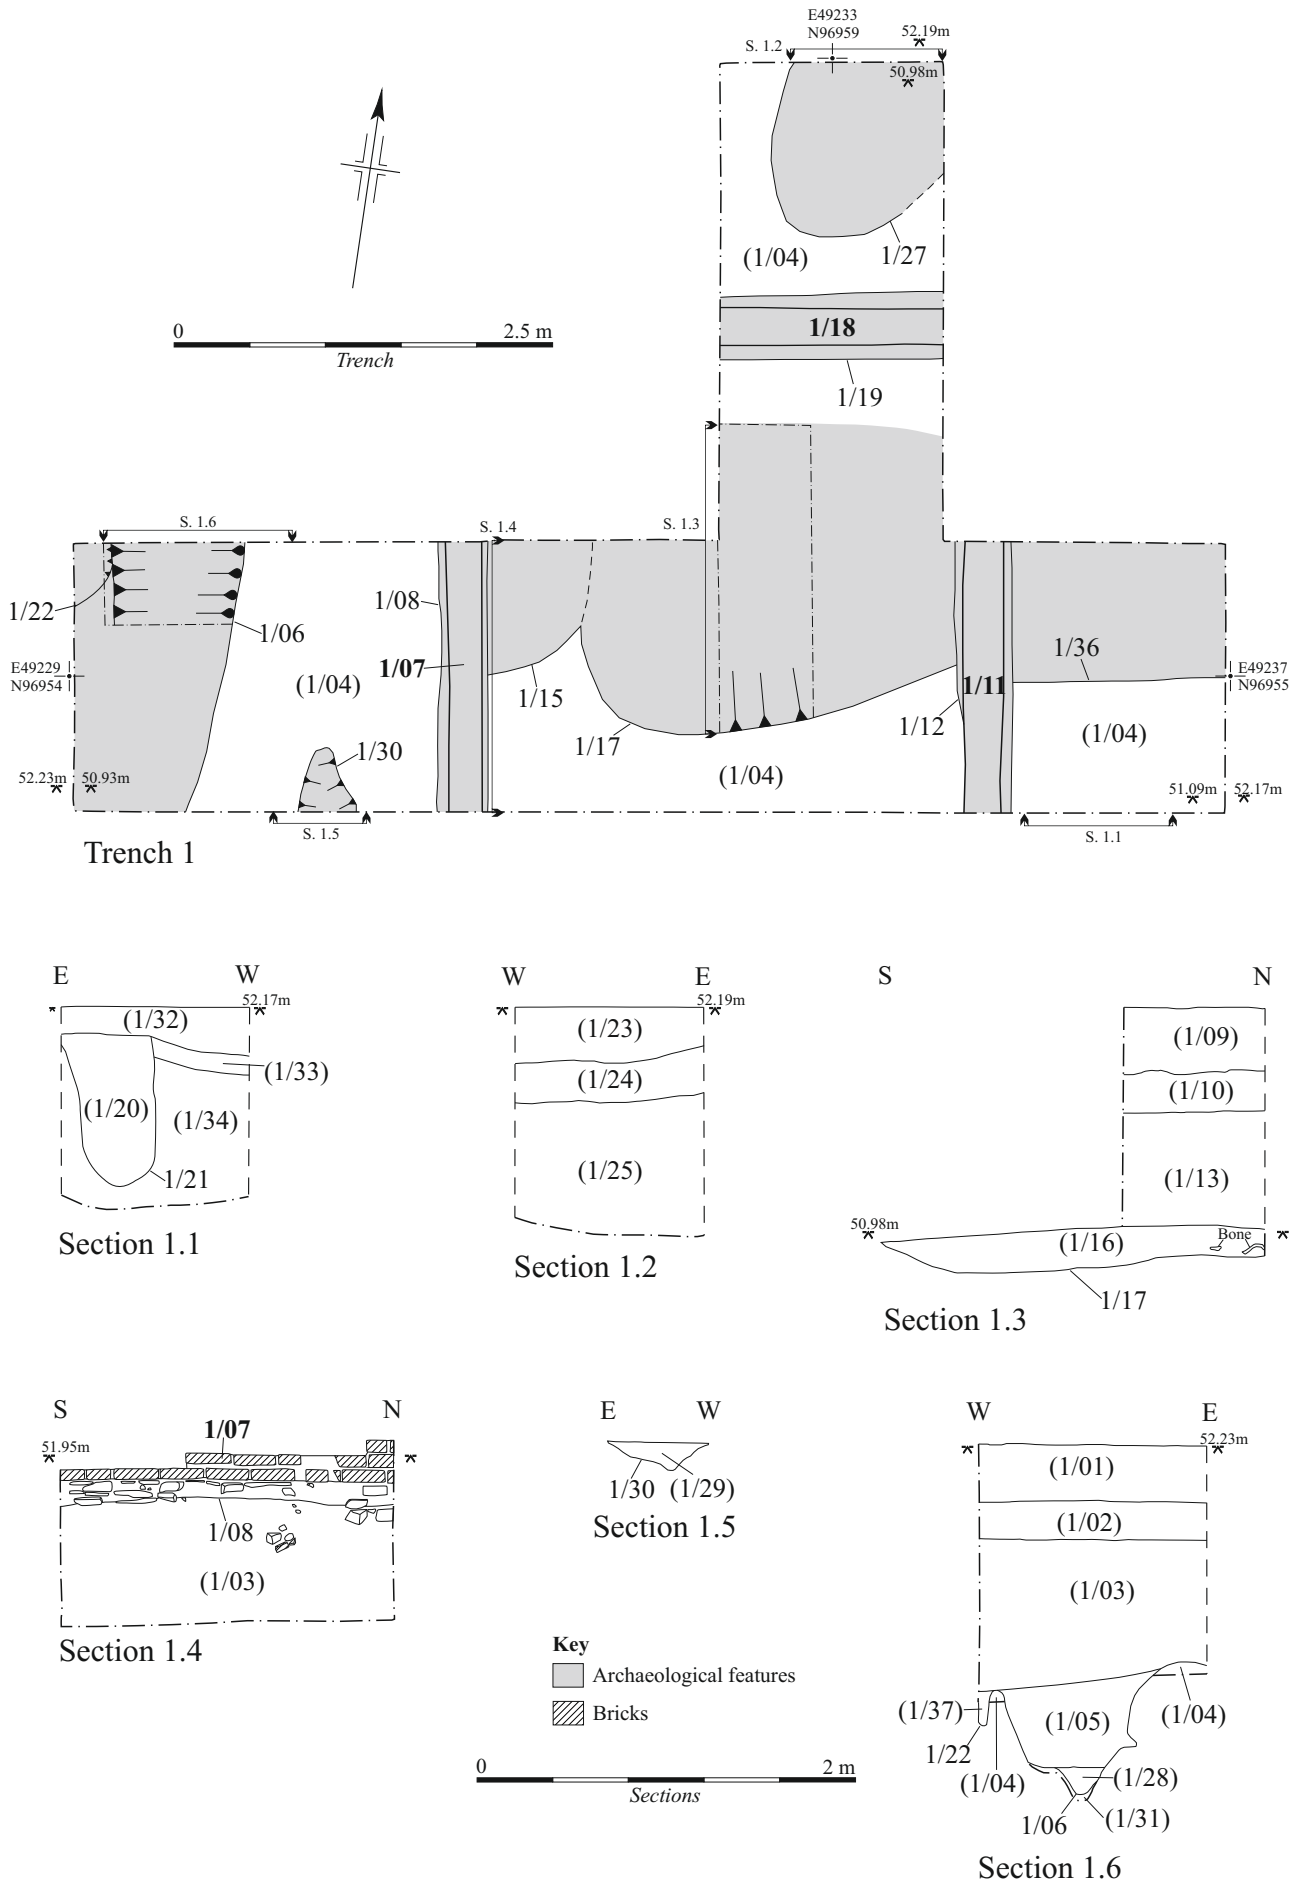 E49233
N96959
52.19m
S. 1.2
50.98m
(1/04)
1/27
0
2.5 m
Trench
1/18
1/19
S. 1.6
S. 1.4
S. 1.3
1/22
1/06
1/08
1/07
E49229
N96954
(1/04)
1/15
1/17
1/30
1/12
1/11
1/36
E49237
N96955
(1/04)
(1/04)
52.23m
50.93m
51.09m
52.17m
S. 1.5
S. 1.1
Trench 1
E
W
52.17m
(1/32)
(1/33)
(1/20)
(1/34)
1/21
Section 1.1
W
E
52.19m
(1/23)
(1/24)
(1/25)
Section 1.2
S
N
(1/09)
(1/10)
(1/13)
50.98m
(1/16)
Bone
1/17
Section 1.3
S
N
1/07
51.95m
1/08
(1/03)
Section 1.4
E
W
1/30
(1/29)
Section 1.5
W
E
52.23m
(1/01)
(1/02)
(1/03)
(1/37)
(1/05)
(1/04)
1/22
(1/04)
(1/28)
1/06
(1/31)
Section 1.6
Key
Archaeological features
Bricks
0
2 m
Sections